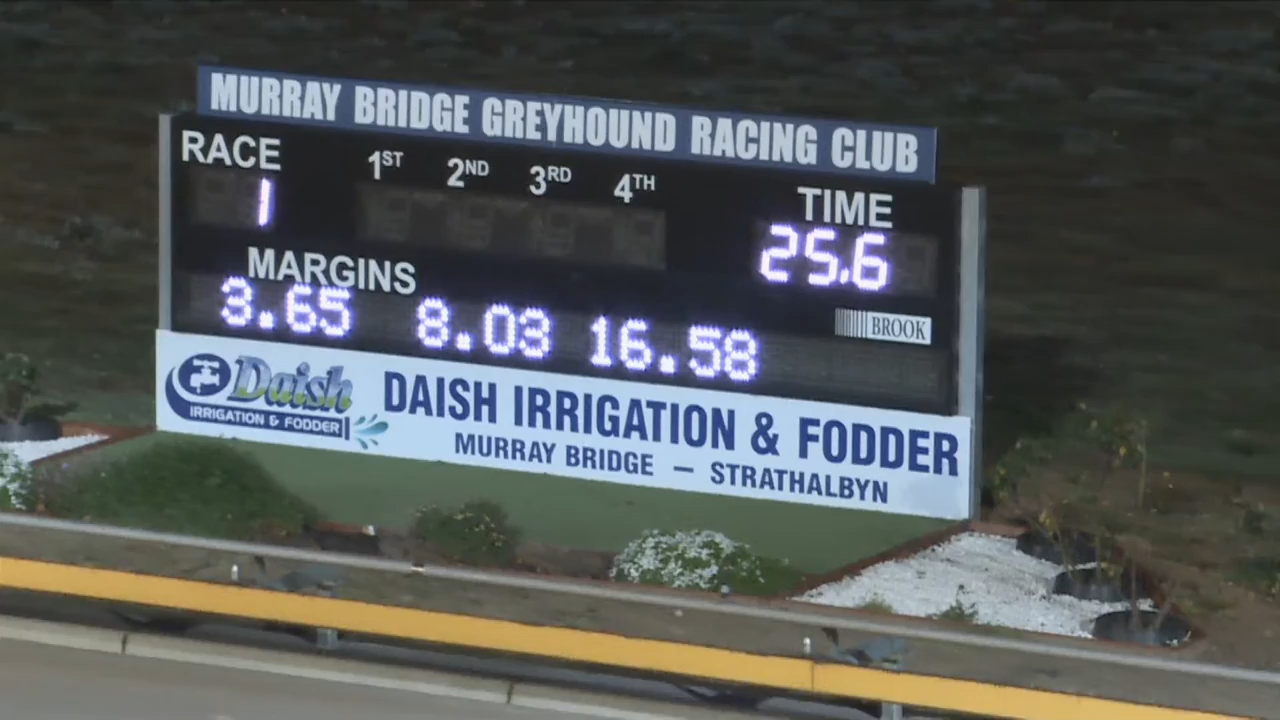 MURRAY BRIDGE GREYHOUND RACING CLUB
RACE 1ST 2ND 3RD 4TH TIME
1 25.6
MARGINS
3.65 8.03 16.58
BROOK
Daish
IRRIGATION & FODDER
DAISH IRRIGATION & FODDER
MURRAY BRIDGE — STRATHALBYN